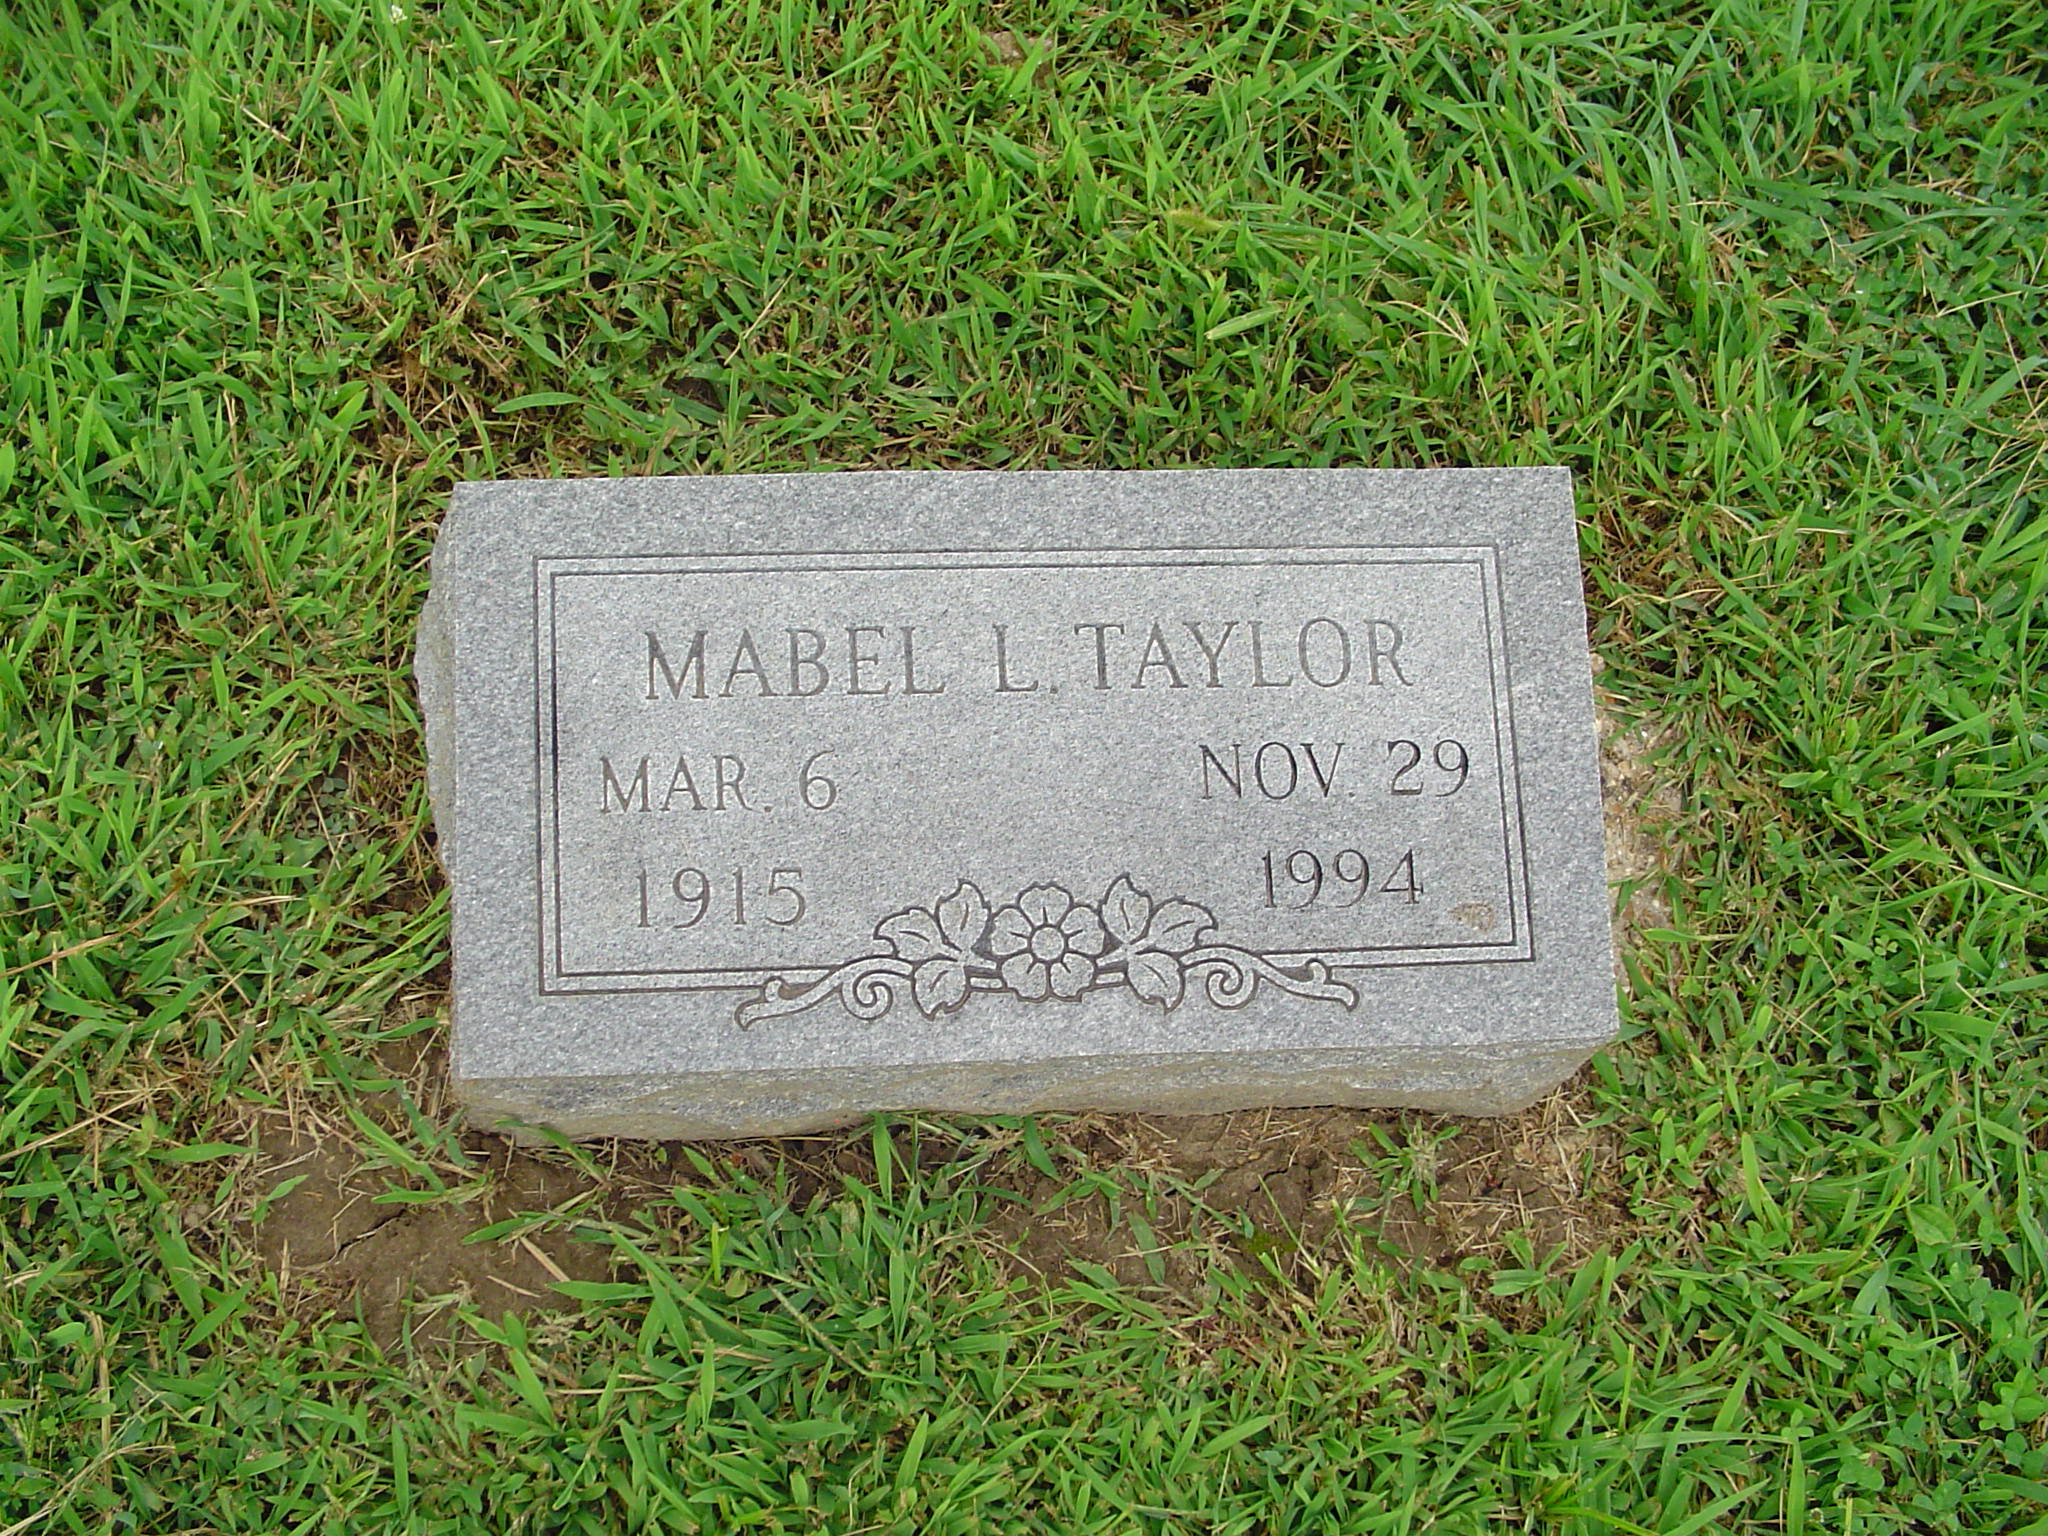 MABEL L. TAYLOR
MAR. 6 NOV. 29
1915 1994